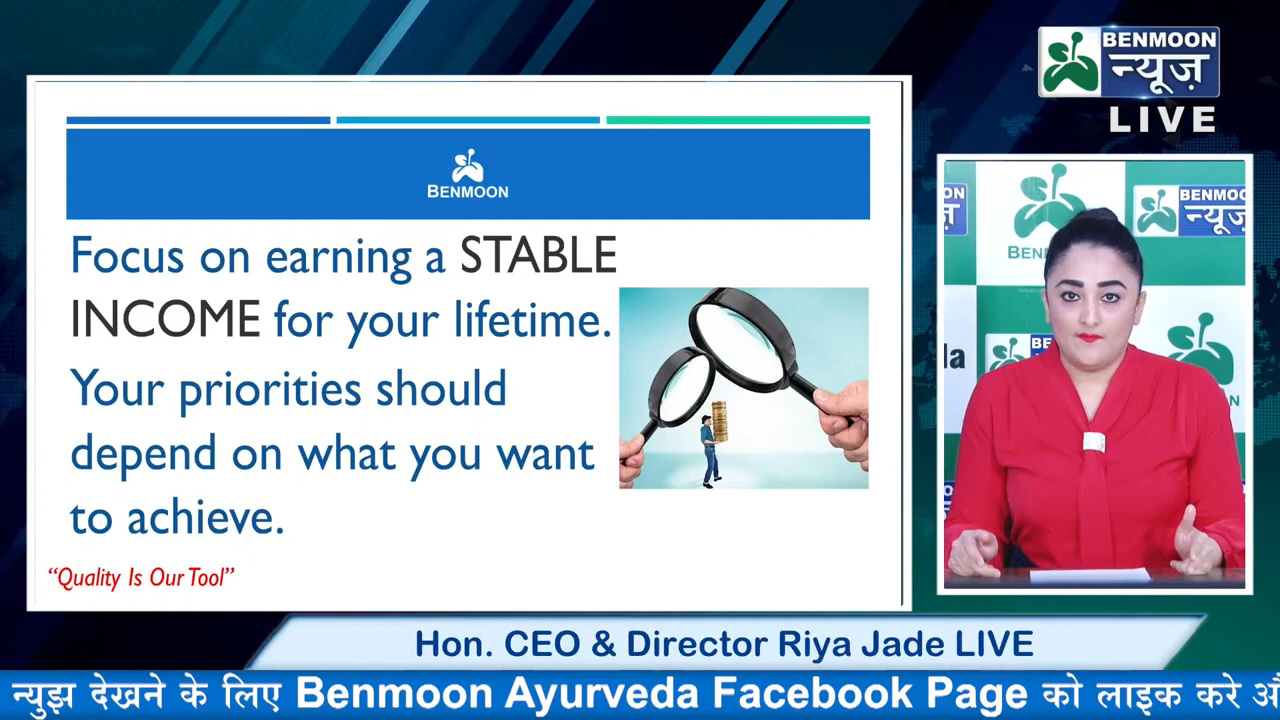 BENMOON
न्यूज़
LIVE
BENMOON
Focus on earning a STABLE
INCOME for your lifetime.
Your priorities should
depend on what you want
to achieve.
“Quality Is Our Tool”
BENMOON
न्यूज़
Hon. CEO & Director Riya Jade LIVE
न्युझ देखने के लिए Benmoon Ayurveda Facebook Page को लाइक करे